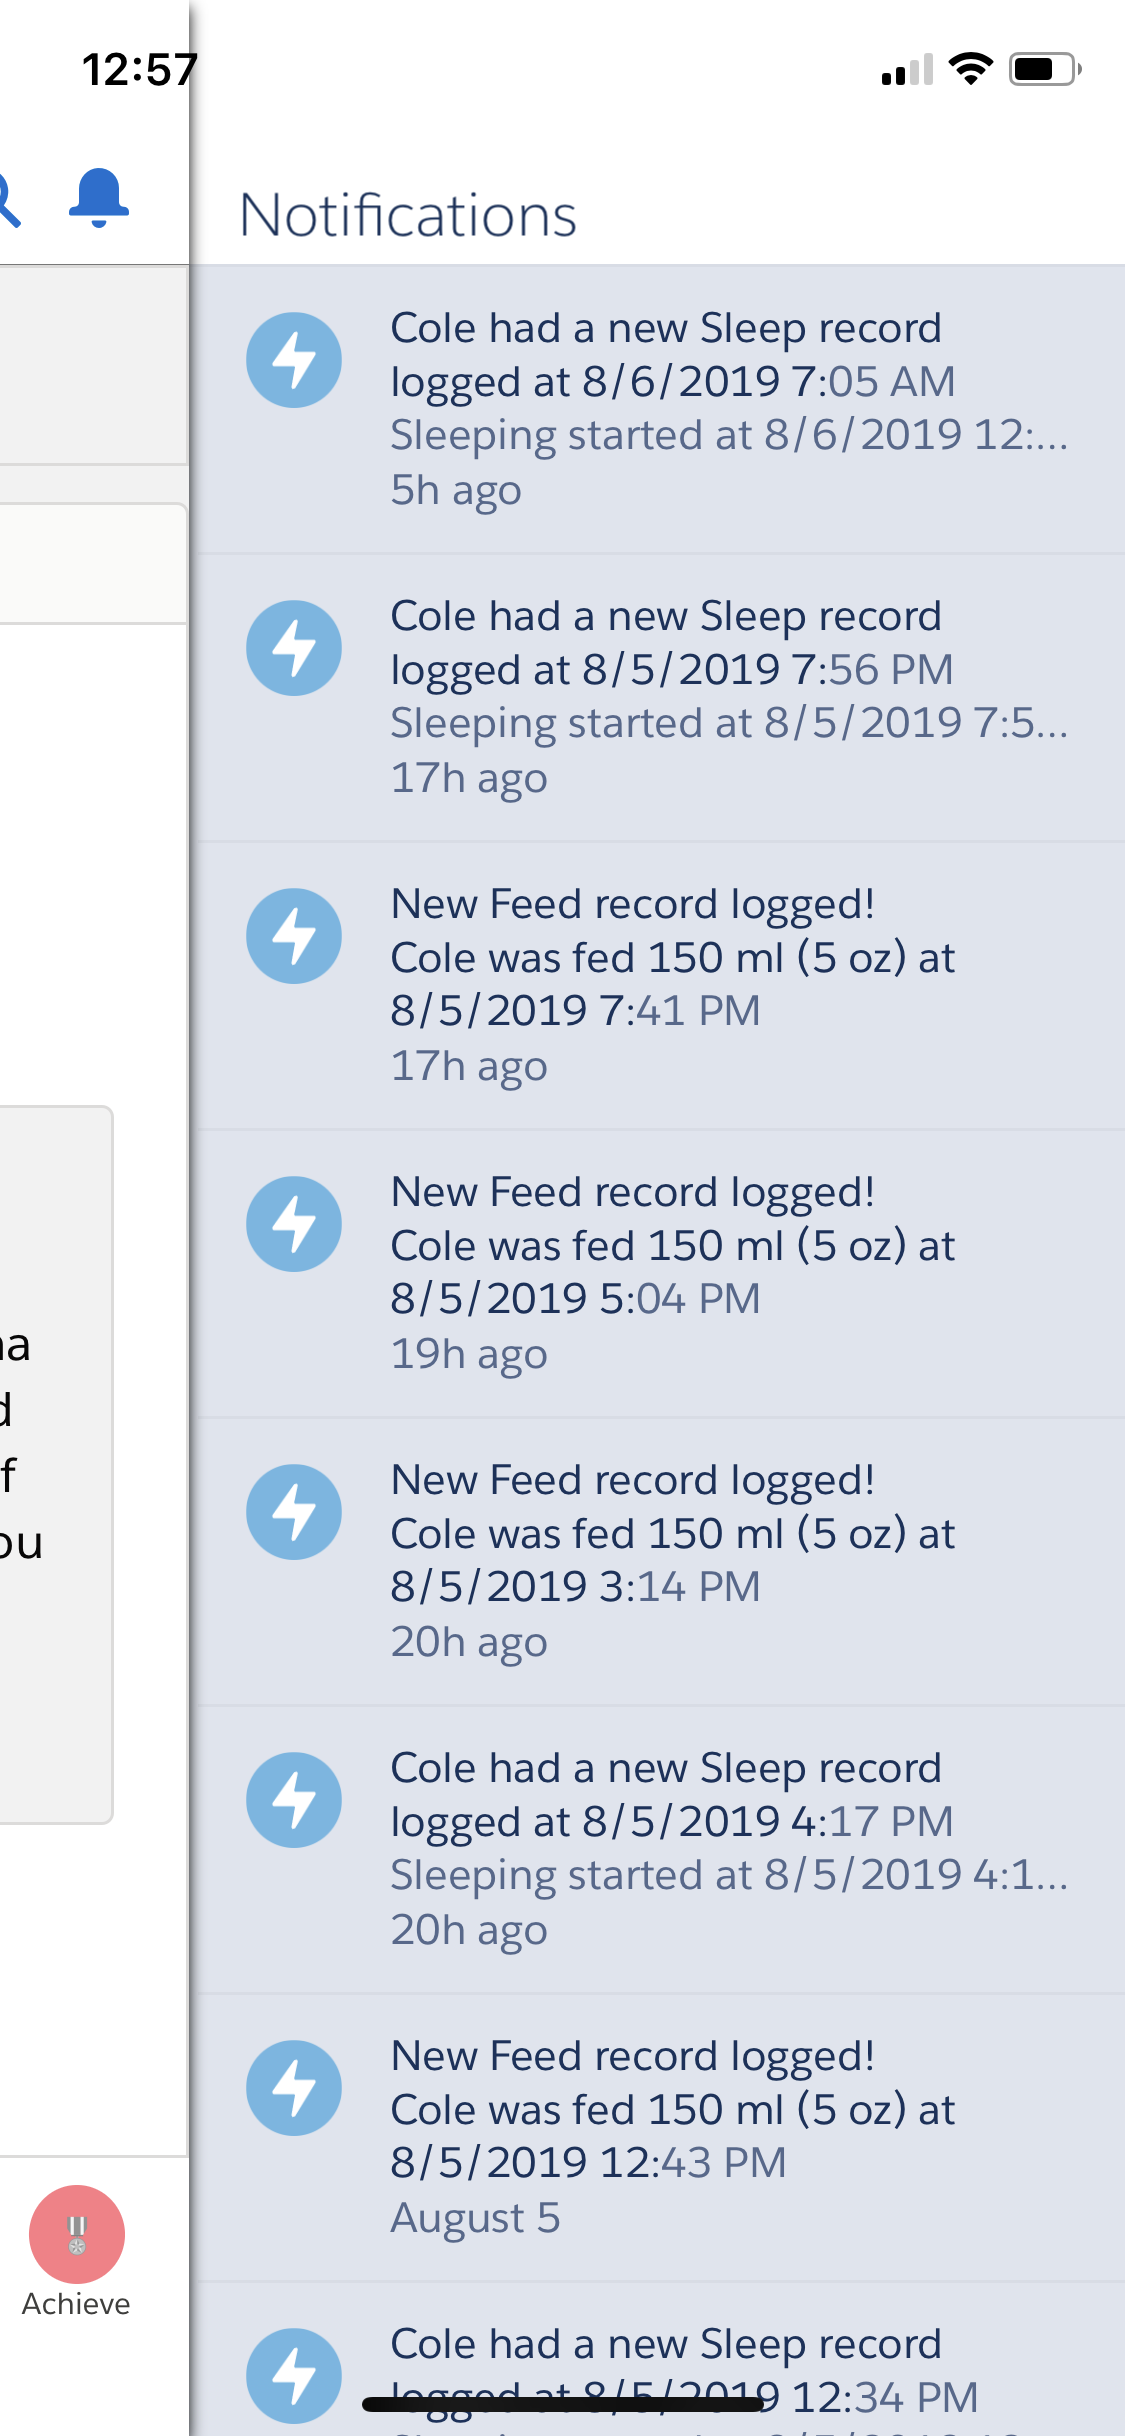 12:57
Notifications
Cole had a new Sleep record
logged at 8/6/2019 7:05 AM
Sleeping started at 8/6/2019 12:...
5h ago
Cole had a new Sleep record
logged at 8/5/2019 7:56 PM
Sleeping started at 8/5/2019 7:5...
17h ago
New Feed record logged!
Cole was fed 150 ml (5 oz) at
8/5/2019 7:41 PM
17h ago
New Feed record logged!
Cole was fed 150 ml (5 oz) at
8/5/2019 5:04 PM
19h ago
New Feed record logged!
Cole was fed 150 ml (5 oz) at
8/5/2019 3:14 PM
20h ago
Cole had a new Sleep record
logged at 8/5/2019 4:17 PM
Sleeping started at 8/5/2019 4:1...
20h ago
New Feed record logged!
Cole was fed 150 ml (5 oz) at
8/5/2019 12:43 PM
August 5
Cole had a new Sleep record
logged at 8/5/2019 12:34 PM
na
d
f
ou
Achieve